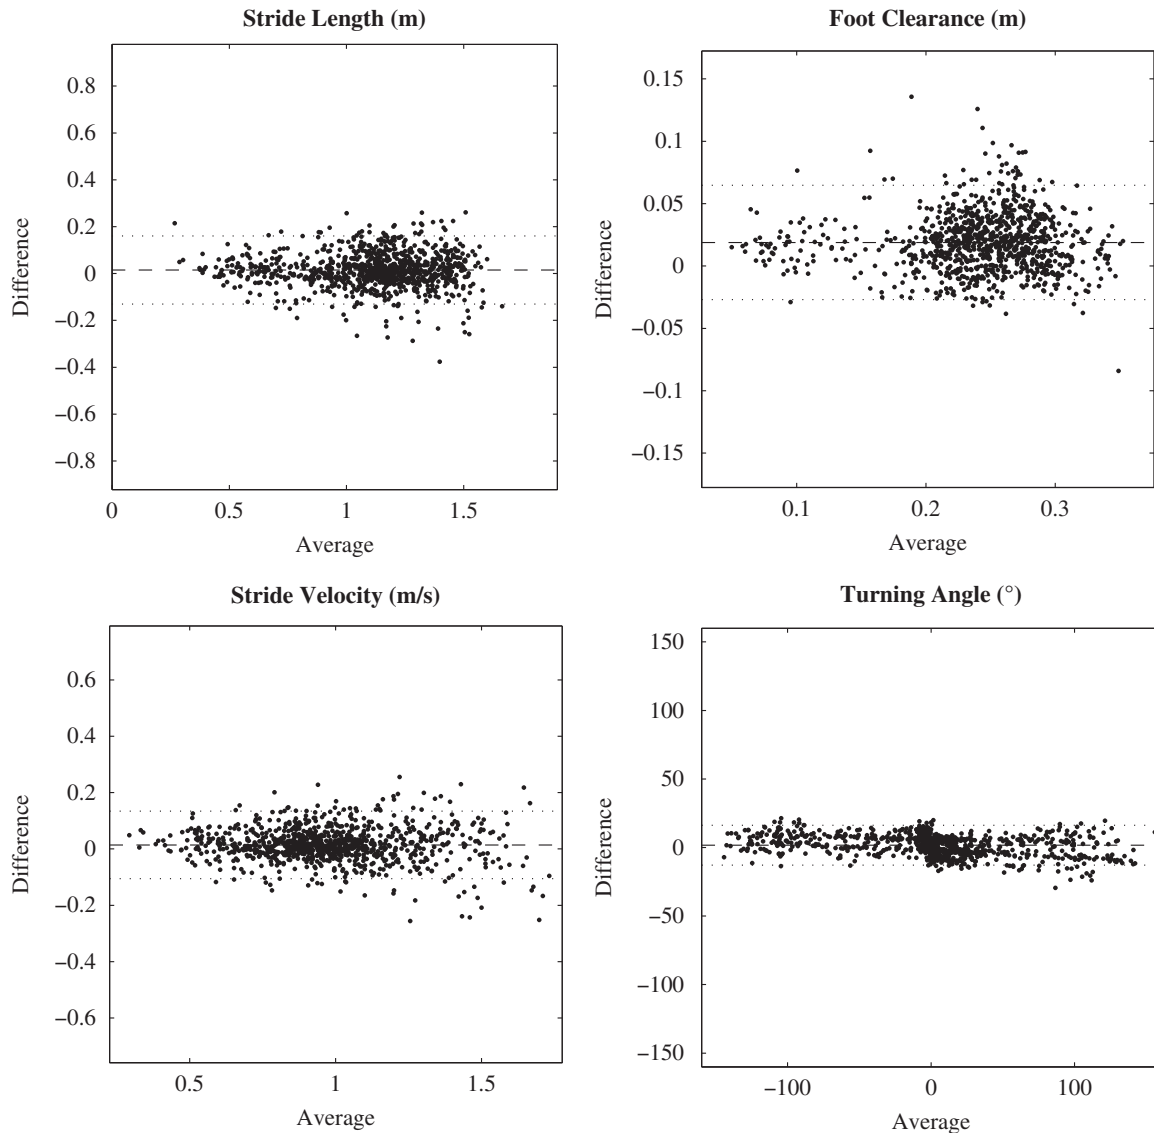 Stride Length (m)
0.8
0.6
0.4
0.2
0
−0.2
−0.4
−0.6
−0.8
Difference
0 0.5 1 1.5
Average
Foot Clearance (m)
0.15
0.1
0.05
0
−0.05
−0.1
−0.15
Difference
0.1 0.2 0.3
Average
Stride Velocity (m/s)
0.6
0.4
0.2
0
−0.2
−0.4
−0.6
Difference
0.5 1 1.5
Average
Turning Angle (°)
150
100
50
0
−50
−100
−150
Difference
−100 0 100
Average